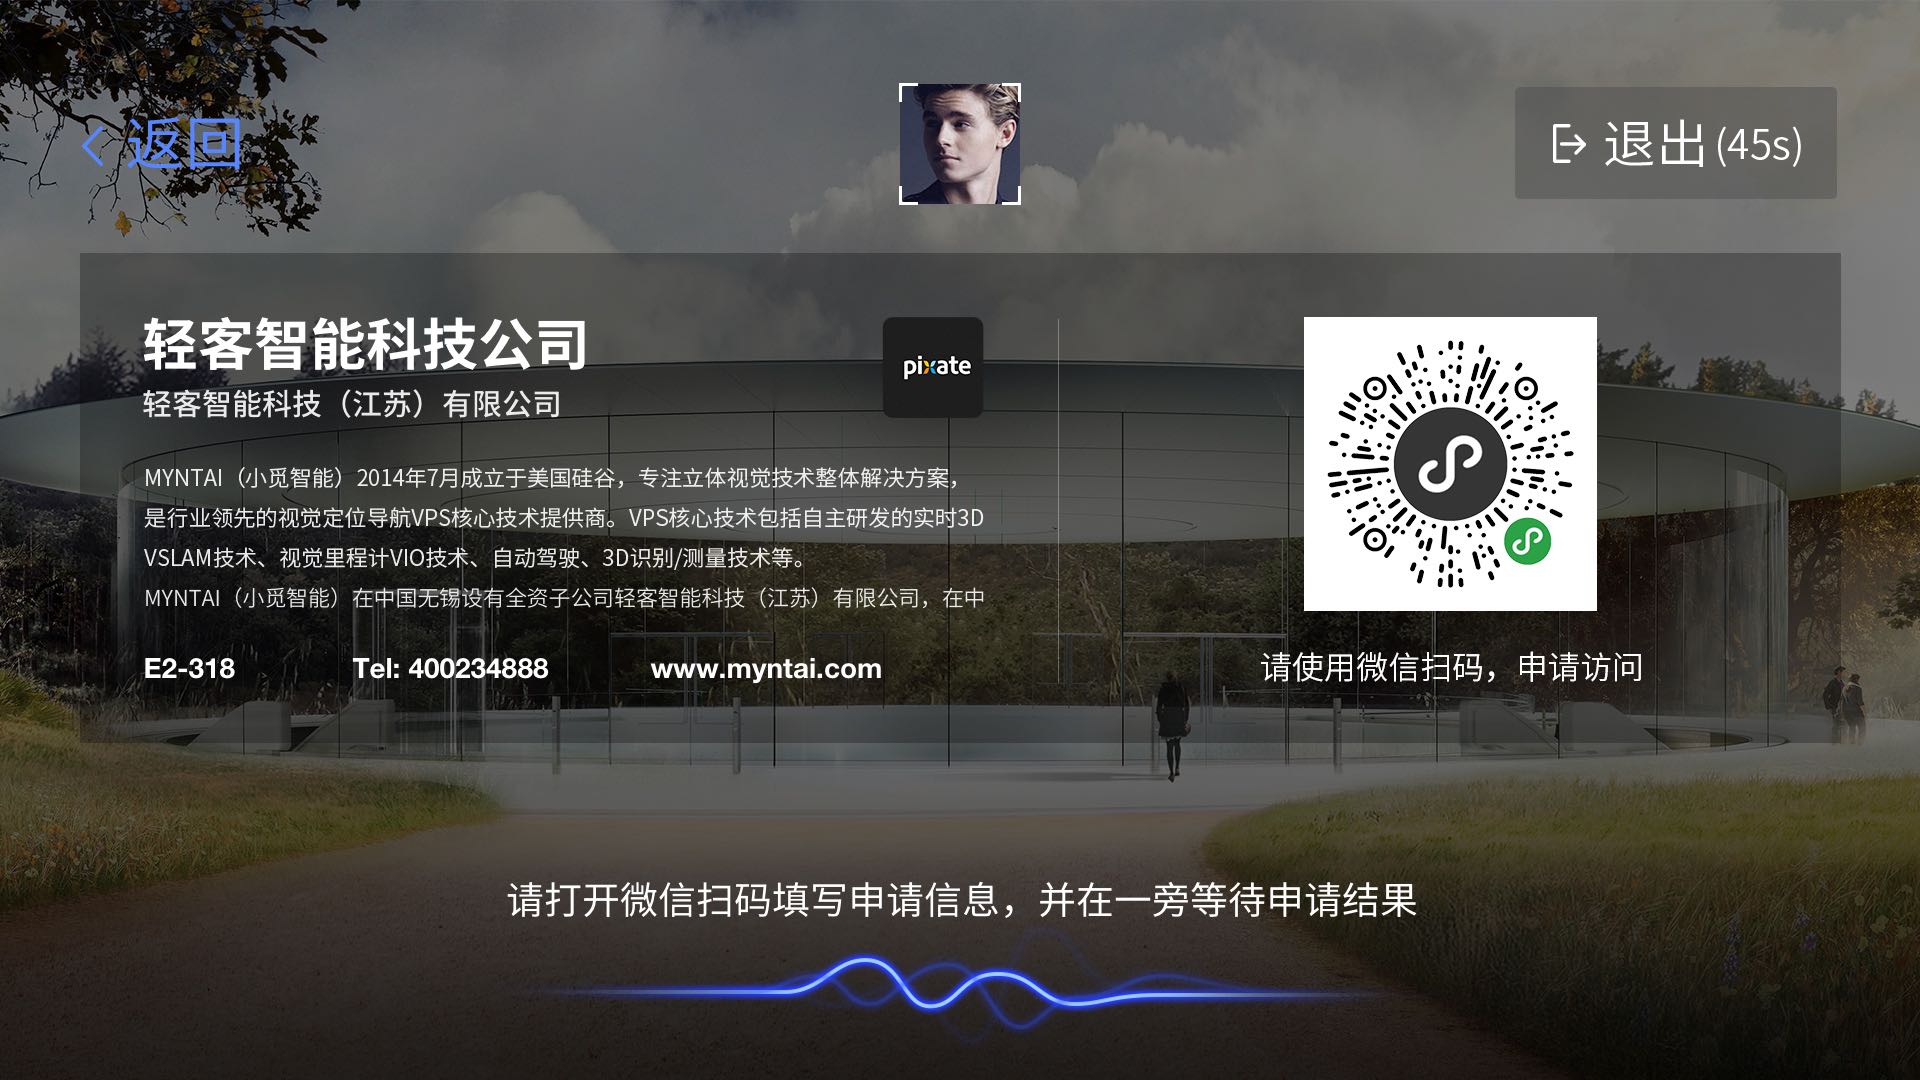 返回
退出(45s)
轻客智能科技公司
轻客智能科技（江苏）有限公司
pixate
MYNTAI（小觅智能）2014年7月成立于美国硅谷，专注立体视觉技术整体解决方案，
是行业领先的视觉定位导航VPS核心技术提供商。VPS核心技术包括自主研发的实时3D
VSLAM技术、视觉里程计VIO技术、自动驾驶、3D识别/测量技术等。
MYNTAI（小觅智能）在中国无锡设有全资子公司轻客智能科技（江苏）有限公司，在中
E2-318
Tel: 400234888
www.myntai.com
请使用微信扫码，申请访问
请打开微信扫码填写申请信息，并在一旁等待申请结果